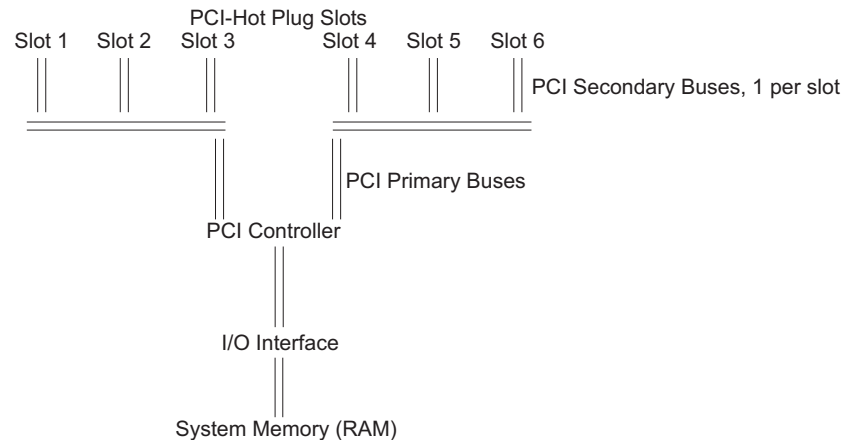 PCI-Hot Plug Slots
Slot 1 Slot 2 Slot 3 Slot 4 Slot 5 Slot 6
PCI Secondary Buses, 1 per slot
PCI Primary Buses
PCI Controller
I/O Interface
System Memory (RAM)